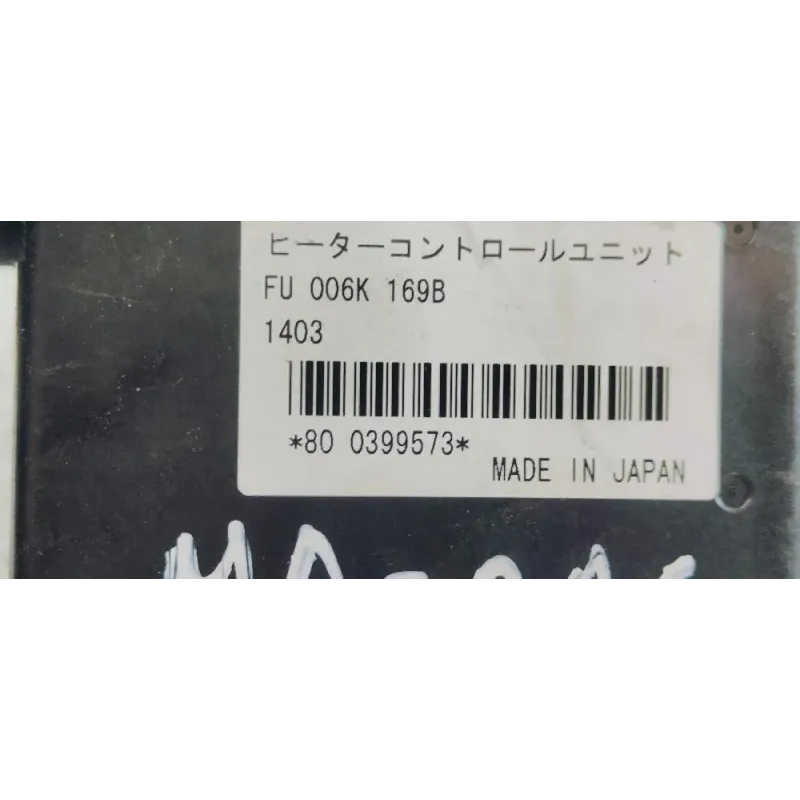 ヒーターコントロールユニット
FU 006K 169B
1403
*80 0399573*
MADE IN JAPAN